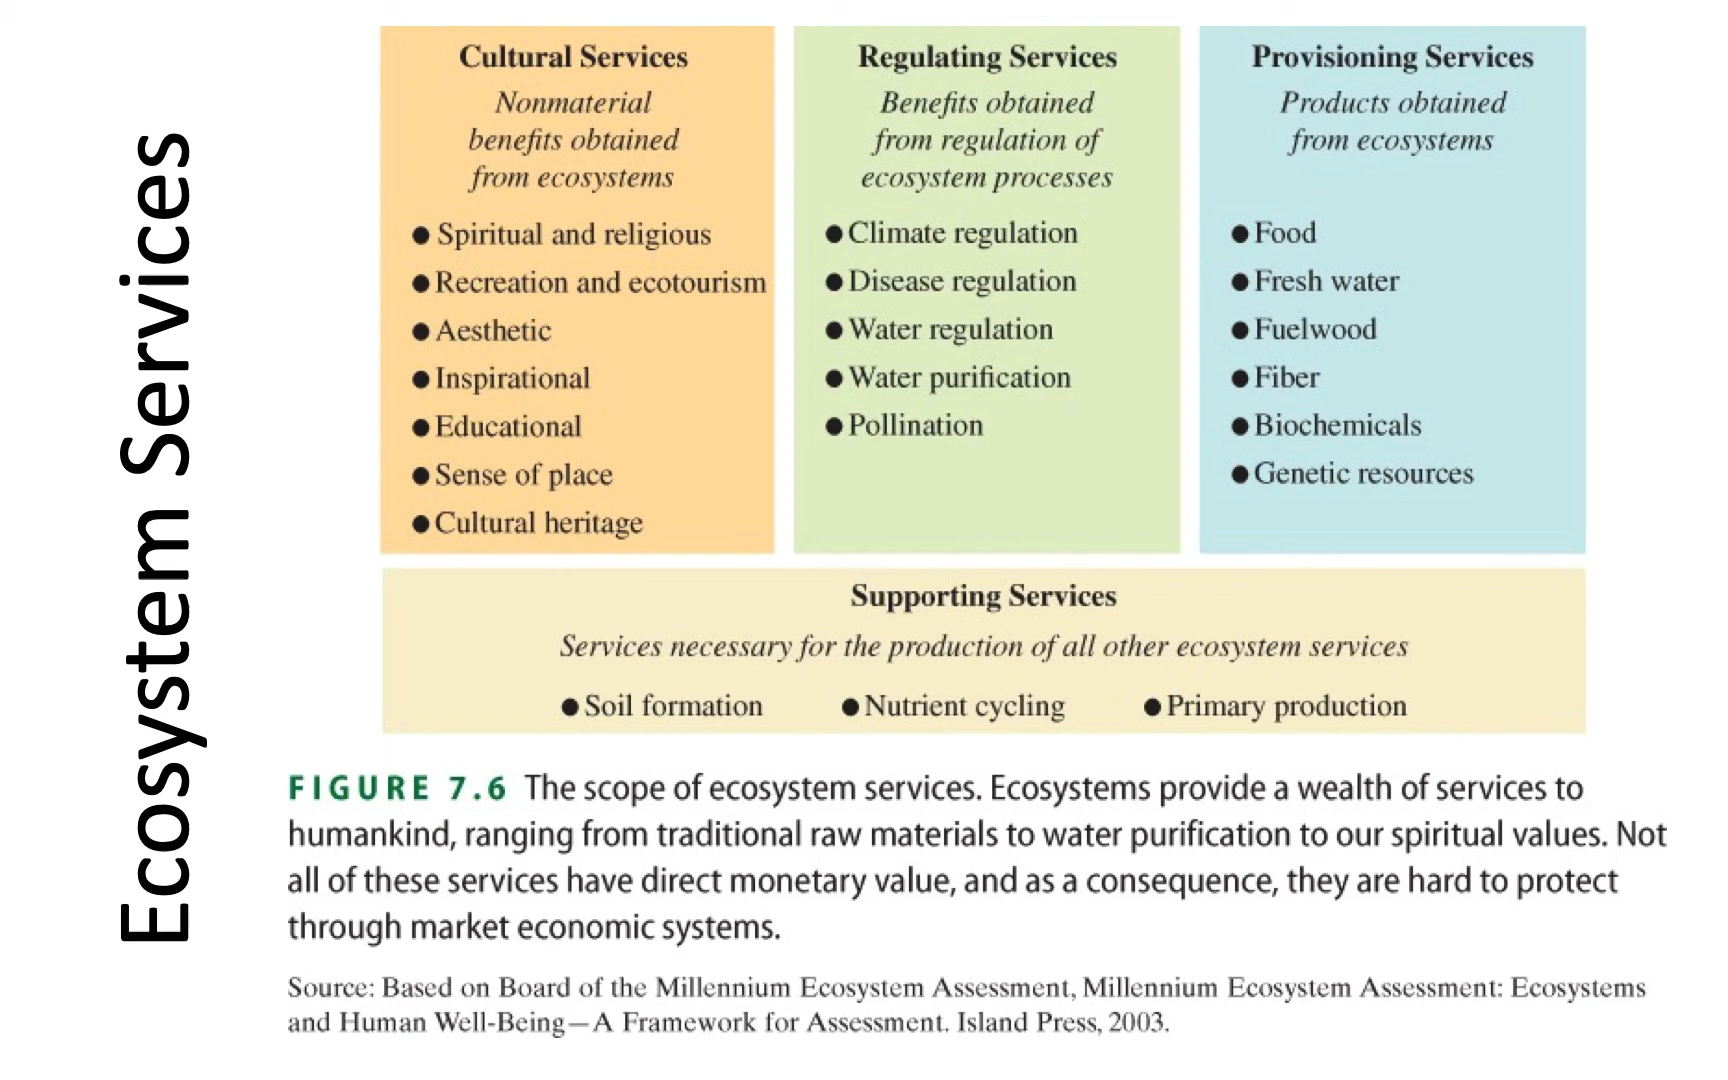 Ecosystem Services
Cultural Services
Nonmaterial
benefits obtained
from ecosystems
● Spiritual and religious
● Recreation and ecotourism
● Aesthetic
● Inspirational
● Educational
● Sense of place
● Cultural heritage
Regulating Services
Benefits obtained
from regulation of
ecosystem processes
● Climate regulation
● Disease regulation
● Water regulation
● Water purification
● Pollination
Provisioning Services
Products obtained
from ecosystems
● Food
● Fresh water
● Fuelwood
● Fiber
● Biochemicals
● Genetic resources
Supporting Services
Services necessary for the production of all other ecosystem services
● Soil formation ● Nutrient cycling ● Primary production
FIGURE 7.6 The scope of ecosystem services. Ecosystems provide a wealth of services to
humankind, ranging from traditional raw materials to water purification to our spiritual values. Not
all of these services have direct monetary value, and as a consequence, they are hard to protect
through market economic systems.
Source: Based on Board of the Millennium Ecosystem Assessment, Millennium Ecosystem Assessment: Ecosystems
and Human Well-Being—A Framework for Assessment. Island Press, 2003.